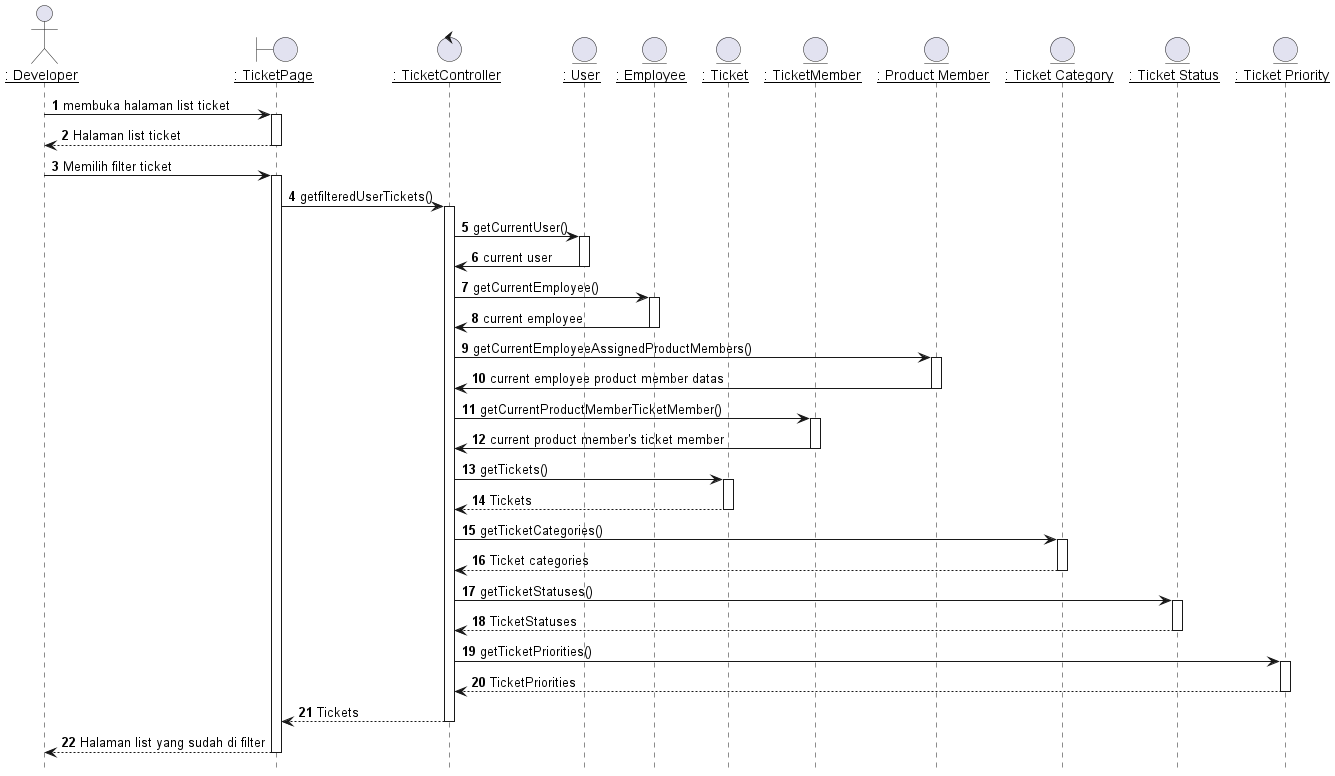 : Developer
: TicketPage
: TicketController
: User
: Employee
: Ticket
: TicketMember
: Product Member
: Ticket Category
: Ticket Status
: Ticket Priority
1 membuka halaman list ticket
2 Halaman list ticket
3 Memilih filter ticket
4 getfilteredUserTickets()
5 getCurrentUser()
6 current user
7 getCurrentEmployee()
8 current employee
9 getCurrentEmployeeAssignedProductMembers()
10 current employee product member datas
11 getCurrentProductMemberTicketMember()
12 current product member's ticket member
13 getTickets()
14 Tickets
15 getTicketCategories()
16 Ticket categories
17 getTicketStatuses()
18 TicketStatuses
19 getTicketPriorities()
20 TicketPriorities
21 Tickets
22 Halaman list yang sudah di filter